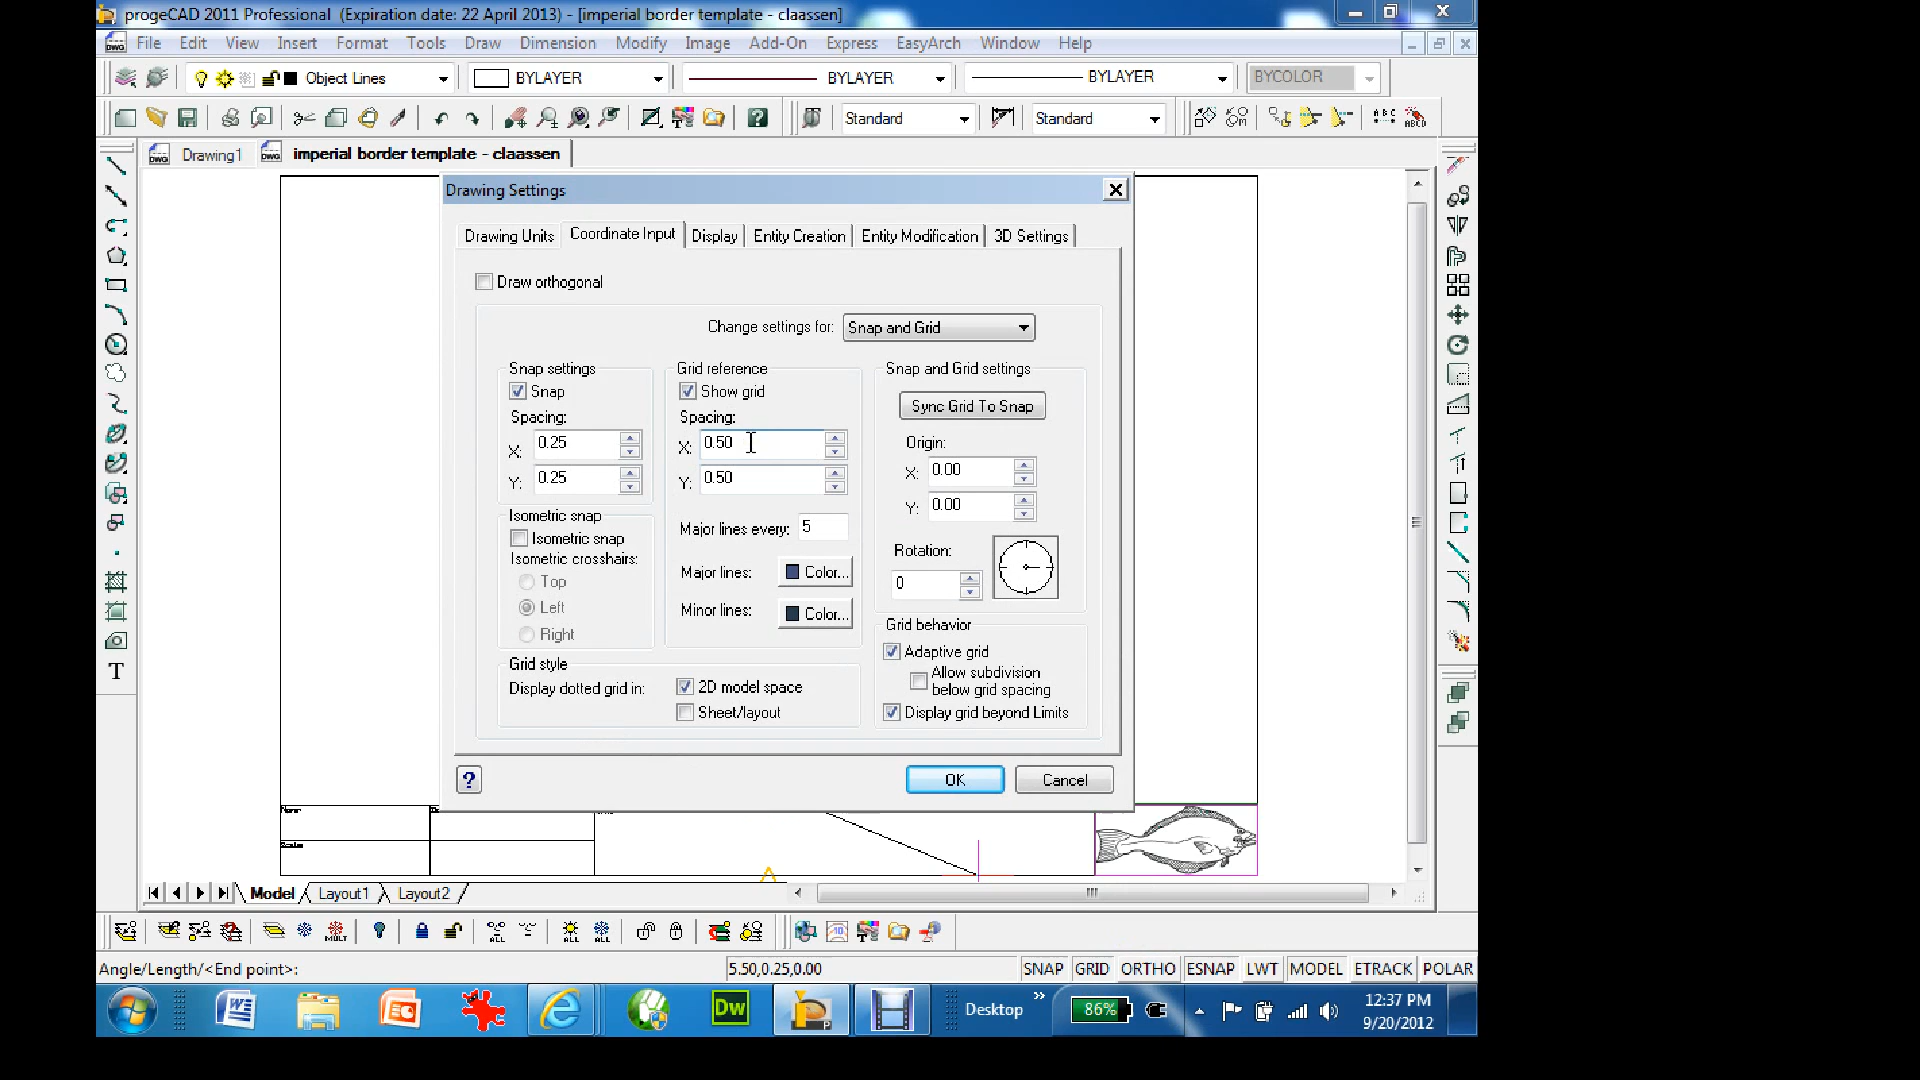 progeCAD 2011 Professional  (Expiration date: 22 April 2013) - [imperial border template - claassen]
File Edit View Insert Format Tools Draw Dimension Modify Image Add-On Express EasyArch Window Help
Object Lines BYLAYER BYLAYER BYLAYER BYCOLOR
Standard Standard
Drawing1 imperial border template - claassen
Drawing Settings
Drawing Units Coordinate Input Display Entity Creation Entity Modification 3D Settings
Draw orthogonal
Change settings for: Snap and Grid
Snap settings
Snap
Spacing:
X: 0.25
Y: 0.25
Isometric snap
Isometric snap
Isometric crosshairs:
Top
Left
Right
Grid reference
Show grid
Spacing:
X: 0.50
Y: 0.50
Major lines every: 5
Major lines: Color...
Minor lines: Color...
Snap and Grid settings
Sync Grid To Snap
Origin:
X: 0.00
Y: 0.00
Rotation:
0
Grid style
Display dotted grid in: 2D model space
Sheet/layout
Grid behavior
Adaptive grid
Allow subdivision
below grid spacing
Display grid beyond Limits
? OK Cancel
Scale:
Model Layout1 Layout2
MULT ALL ALL ALL ALL
Angle/Length/<End point>: 5.50,0.25,0.00 SNAP GRID ORTHO ESNAP LWT MODEL ETRACK POLAR
Dw Desktop » 86% 12:37 PM
9/20/2012